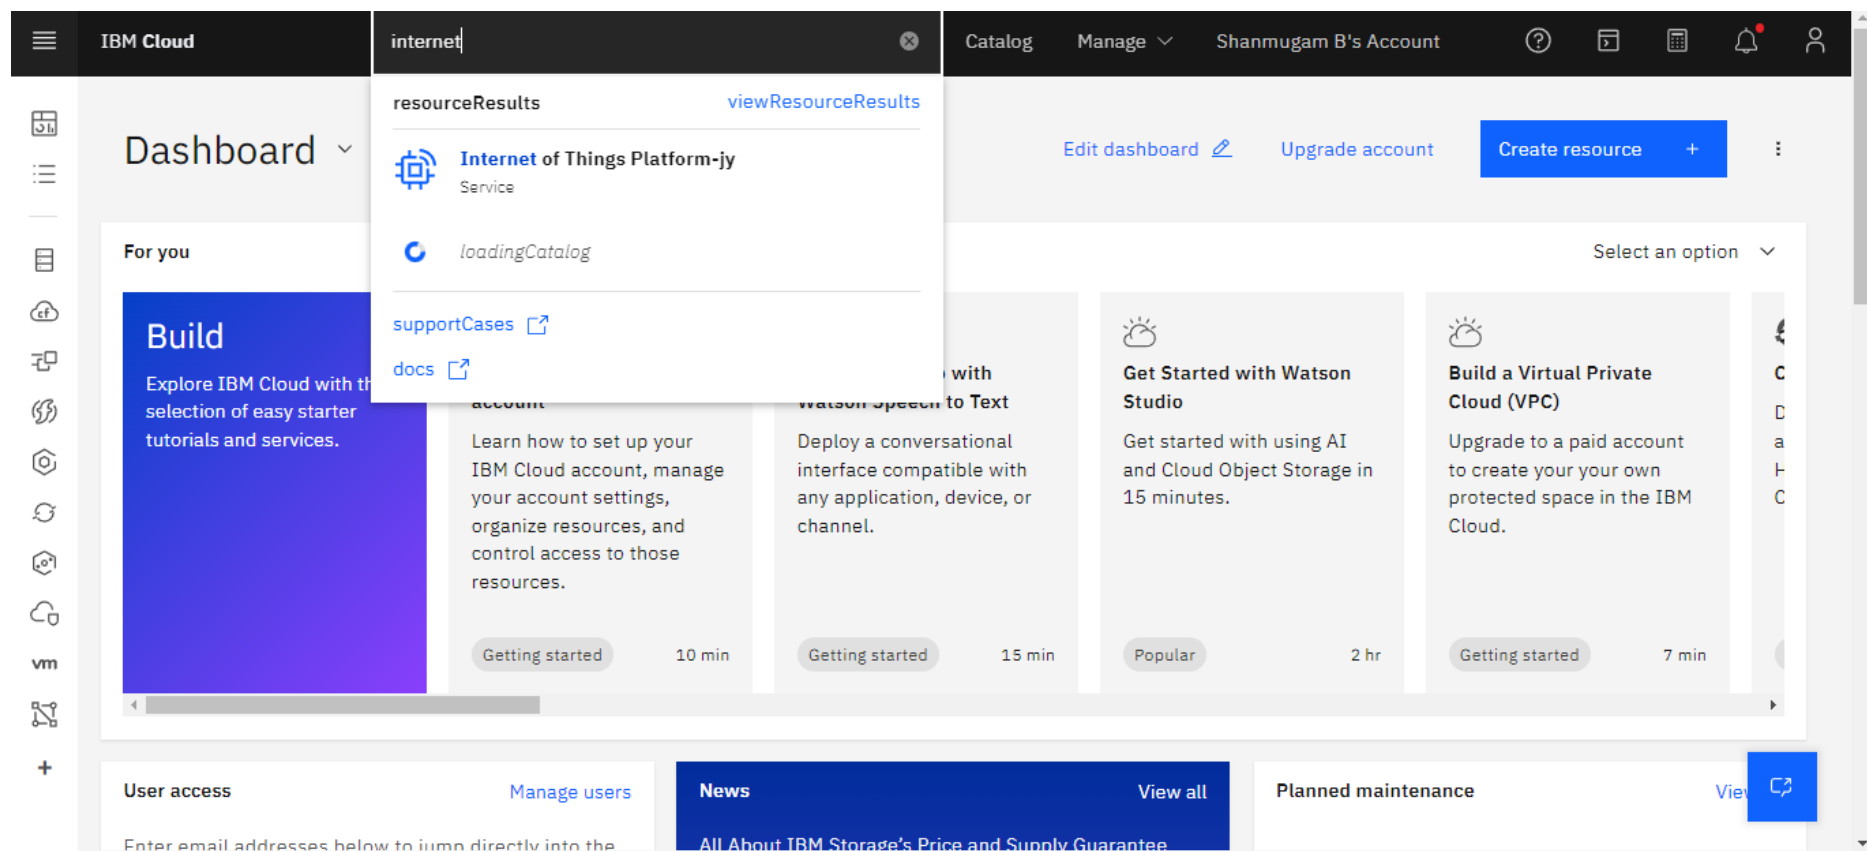 IBM Cloud
internet
Catalog
Manage
Shanmugam B's Account
resourceResults
viewResourceResults
Internet of Things Platform-jy
Service
loadingCatalog
supportCases
docs
Dashboard
Edit dashboard
Upgrade account
Create resource +
For you
Select an option
Build
Explore IBM Cloud with
selection of easy starter
tutorials and services.
account
Learn how to set up your
IBM Cloud account, manage
your account settings,
organize resources, and
control access to those
resources.
Getting started
10 min
with
Watson Speech to Text
Deploy a conversational
interface compatible with
any application, device, or
channel.
Getting started
15 min
Get Started with Watson
Studio
Get started with using AI
and Cloud Object Storage in
15 minutes.
Popular
2 hr
Build a Virtual Private
Cloud (VPC)
Upgrade to a paid account
to create your your own
protected space in the IBM
Cloud.
Getting started
7 min
cf
vm
User access
Manage users
Enter email addresses below to jump directly into the
News
View all
All About IBM Storage's Price and Supply Guarantee
Planned maintenance